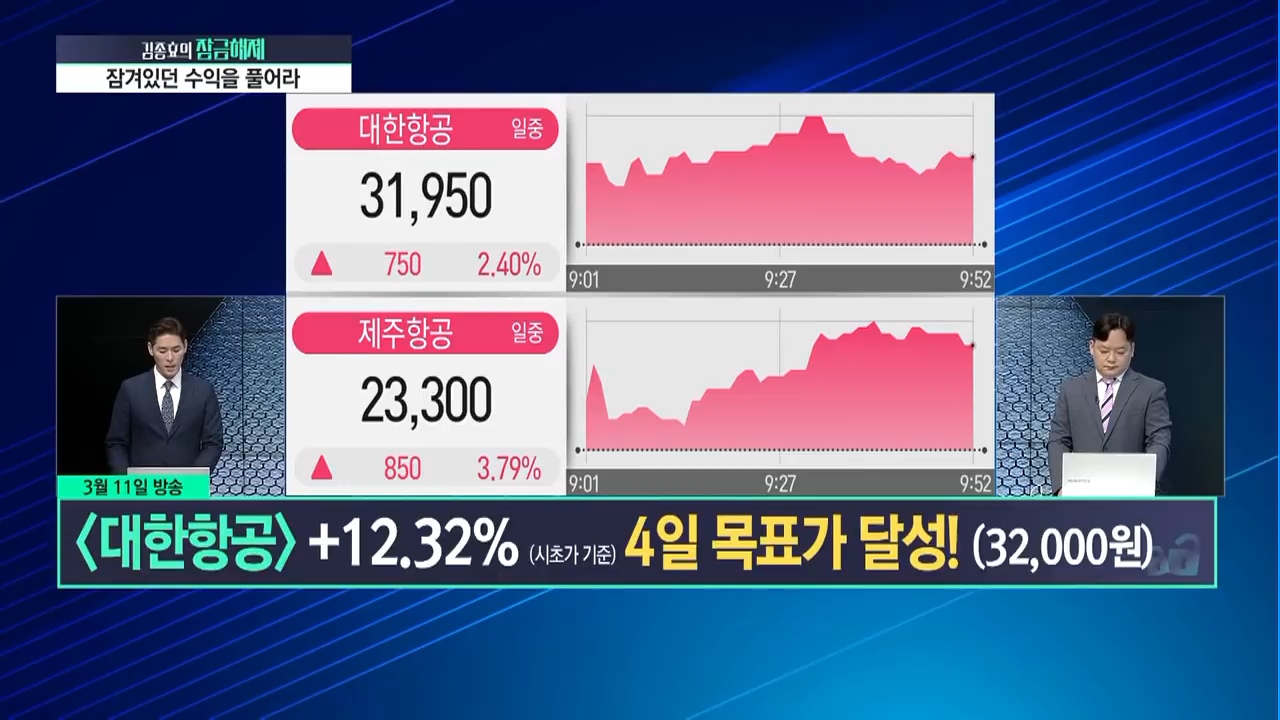 김종효의 잠금해제
잠겨있던 수익을 풀어라
대한항공 일중
31,950
▲ 750 2.40%
9:01 9:27 9:52
제주항공 일중
23,300
▲ 850 3.79%
9:01 9:27 9:52
3월 11일 방송
〈대한항공〉 +12.32% (시초가 기준) 4일 목표가 달성! (32,000원)